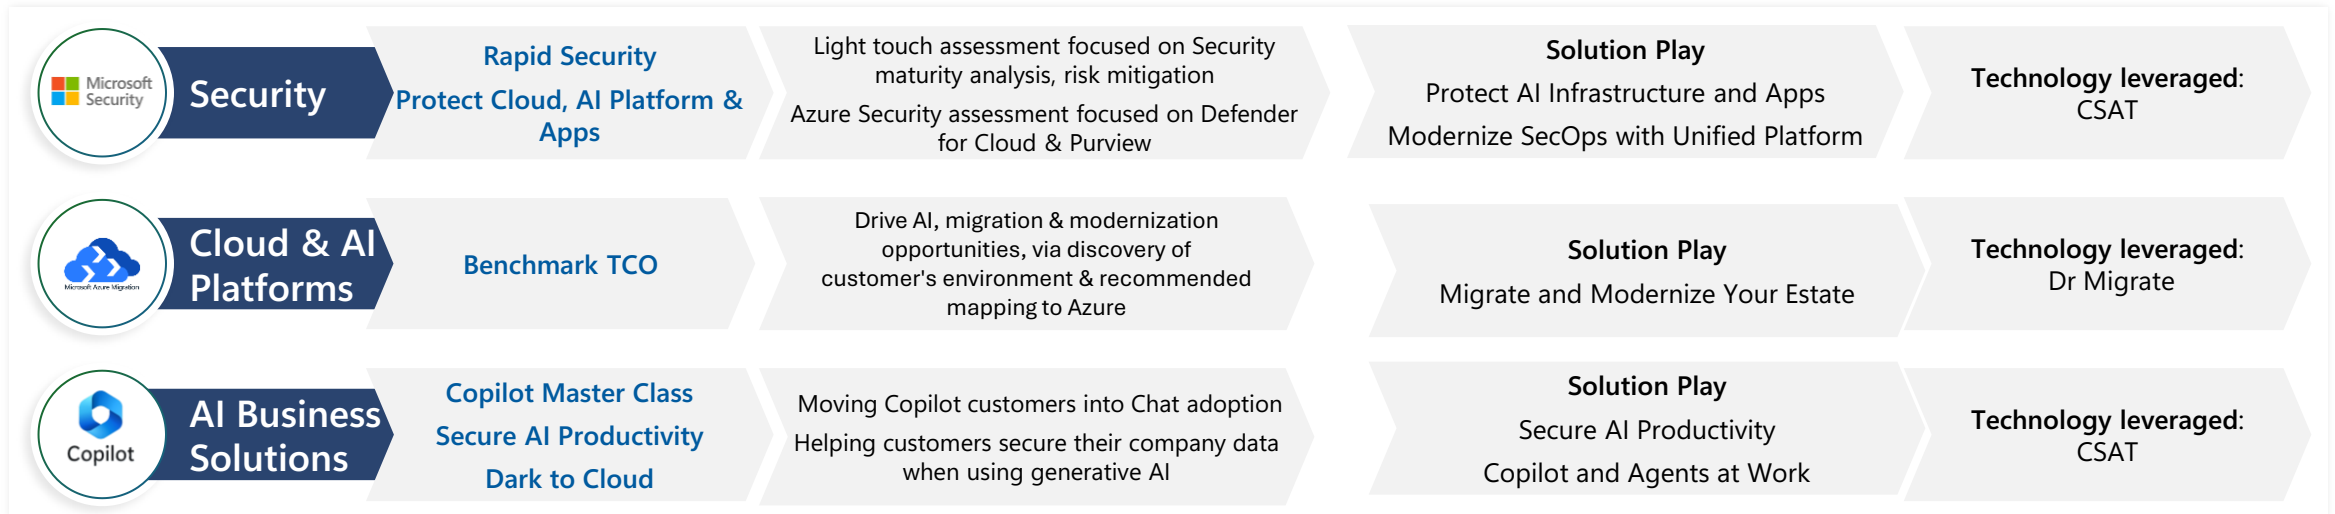 Microsoft
Security
Security
Rapid Security
Protect Cloud, AI Platform &
Apps
Light touch assessment focused on Security
maturity analysis, risk mitigation
Azure Security assessment focused on Defender
for Cloud & Purview
Solution Play
Protect AI Infrastructure and Apps
Modernize SecOps with Unified Platform
Technology leveraged:
CSAT
Microsoft Azure Migration
Cloud & AI
Platforms
Benchmark TCO
Drive AI, migration & modernization
opportunities, via discovery of
customer's environment & recommended
mapping to Azure
Solution Play
Migrate and Modernize Your Estate
Technology leveraged:
Dr Migrate
Copilot
AI Business
Solutions
Copilot Master Class
Secure AI Productivity
Dark to Cloud
Moving Copilot customers into Chat adoption
Helping customers secure their company data
when using generative AI
Solution Play
Secure AI Productivity
Copilot and Agents at Work
Technology leveraged:
CSAT